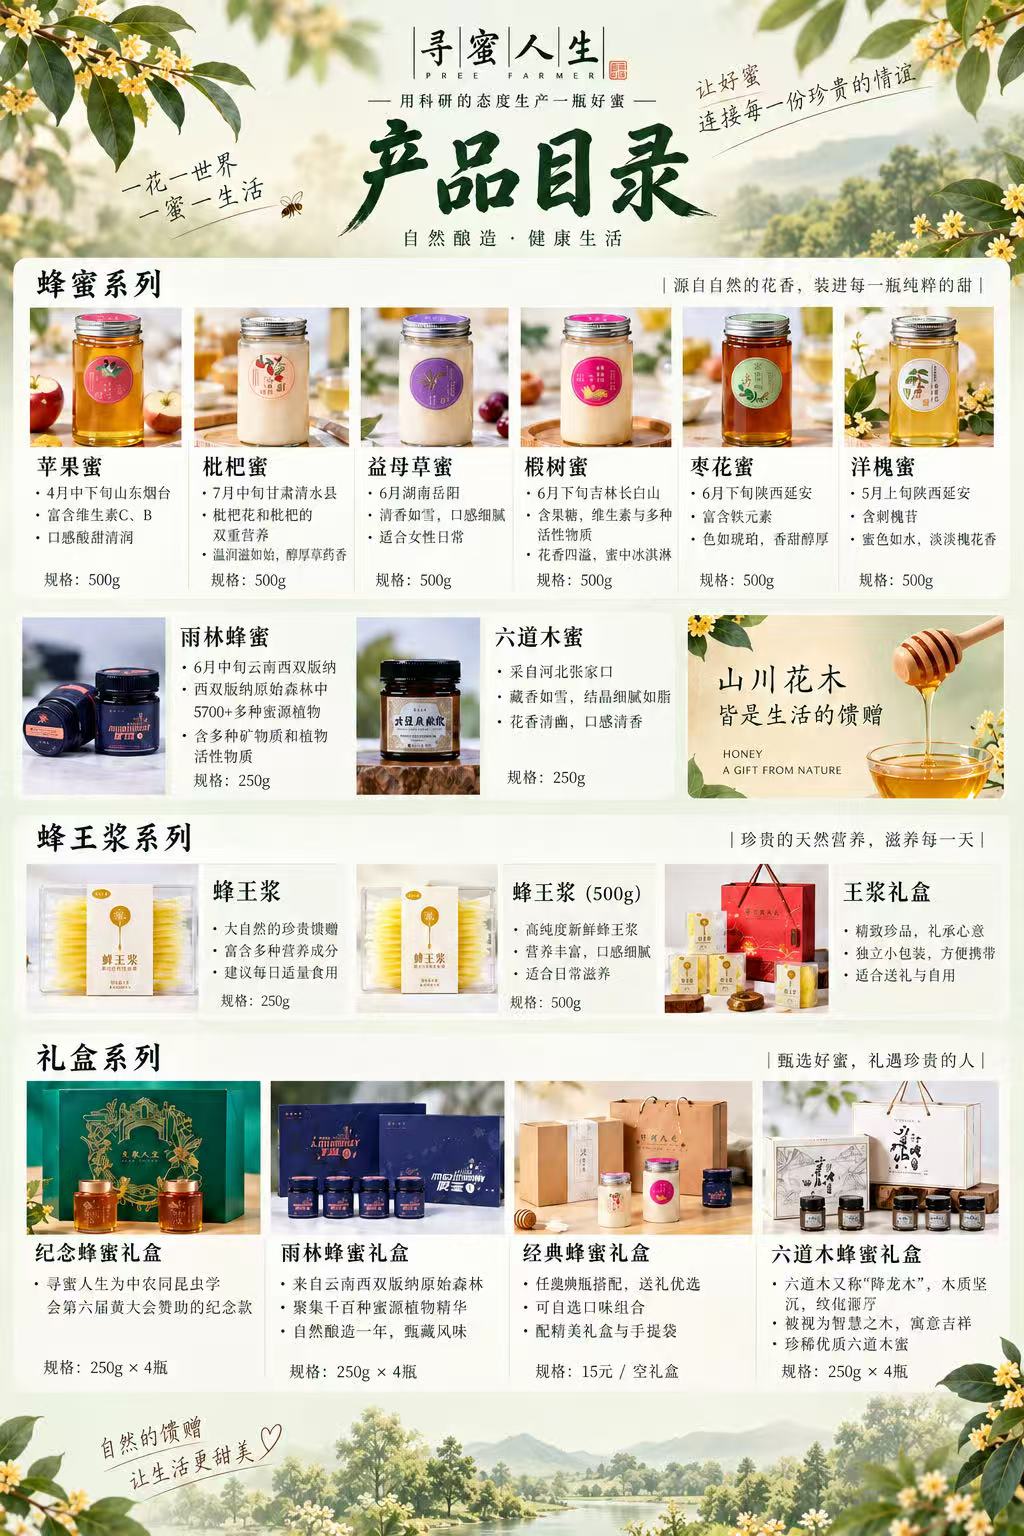 寻蜜人生
PREE FARMER
用科研的态度生产一瓶好蜜
产品目录
自然酿造·健康生活
一花一世界
一蜜一生活
让好蜜
连接每一份珍贵的情谊
蜂蜜系列
源自自然的花香，装进每一瓶纯粹的甜
苹果蜜
• 4月中下旬山东烟台
• 富含维生素C、B
• 口感酸甜清润
规格：500g
枇杷蜜
• 7月中旬甘肃清水县
• 枇杷花和枇杷的
双重营养
• 温润滋如始，醇厚草药香
规格：500g
益母草蜜
• 6月湖南岳阳
• 清香如雪，口感细腻
• 适合女性日常
规格：500g
椴树蜜
• 6月下旬吉林长白山
• 含果糖，维生素与多种
活性物质
• 花香四溢，蜜中冰淇淋
规格：500g
枣花蜜
• 6月下旬陕西延安
• 富含铁元素
• 色如琥珀，香甜醇厚
规格：500g
洋槐蜜
• 5月上旬陕西延安
• 含刺槐苷
• 蜜色如水，淡淡槐花香
规格：500g
雨林蜂蜜
• 6月中旬云南西双版纳
• 西双版纳原始森林中
5700+多种蜜源植物
• 含多种矿物质和植物
活性物质
规格：250g
六道木蜜
• 采自河北张家口
• 藏香如雪，结晶细腻如脂
• 花香清幽，口感清香
规格：250g
山川花木
皆是生活的馈赠
HONEY
A GIFT FROM NATURE
蜂王浆系列
珍贵的天然营养，滋养每一天
蜂王浆
蜂王浆
• 大自然的珍贵馈赠
• 富含多种营养成分
• 建议每日适量食用
规格：250g
蜂王浆
蜂王浆（500g）
• 高纯度新鲜蜂王浆
• 营养丰富，口感细腻
• 适合日常滋养
规格：500g
王浆礼盒
• 精致珍品，礼承心意
• 独立小包装，方便携带
• 适合送礼与自用
礼盒系列
甄选好蜜，礼遇珍贵的人
纪念蜂蜜礼盒
• 寻蜜人生为中农同昆虫学
会第六届黄大会赞助的纪念款
规格：250g × 4瓶
雨林蜂蜜礼盒
• 来自云南西双版纳原始森林
• 聚集千百种蜜源植物精华
• 自然酿造一年，甄藏风味
规格：250g × 4瓶
经典蜂蜜礼盒
• 任瓶搭配，送礼优选
• 可自选口味组合
• 配精美礼盒与手提袋
规格：15元 / 空礼盒
六道木蜂蜜礼盒
• 六道木又称“降龙木”，木质坚
沉，纹
• 被视为智慧之木，寓意吉祥
• 珍稀优质六道木蜜
规格：250g × 4瓶
自然的馈赠
让生活更甜美